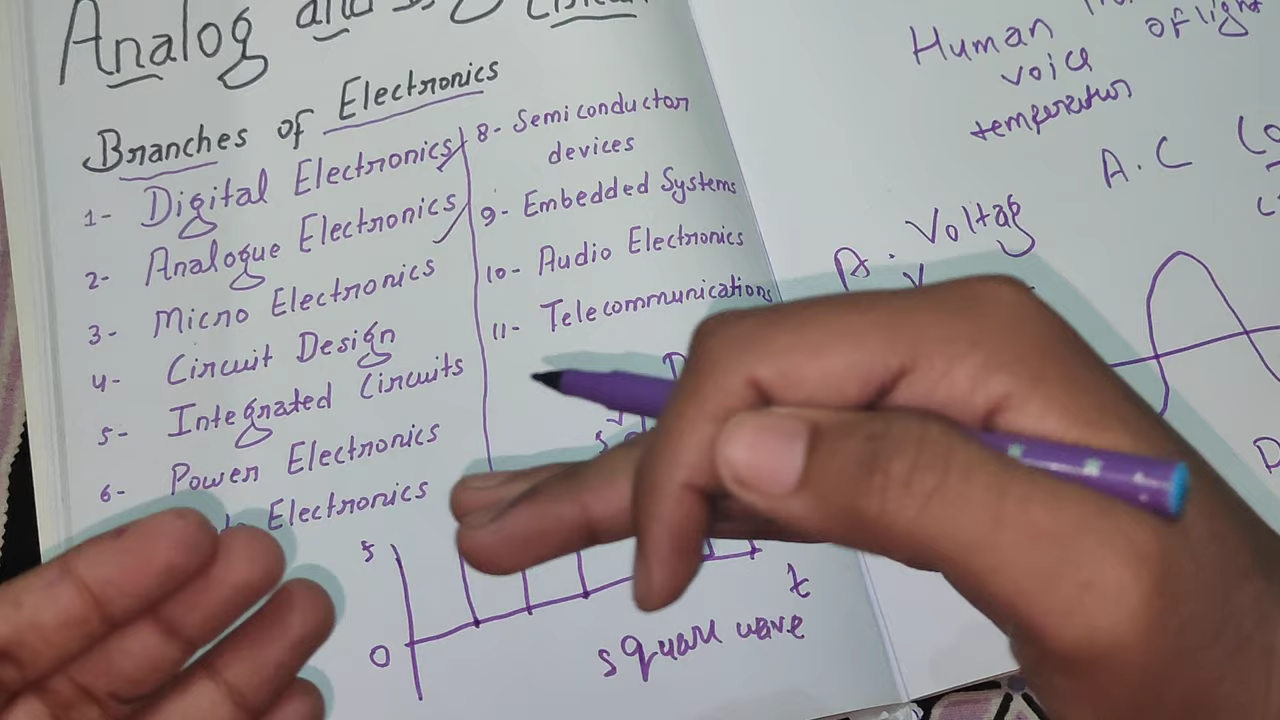 Analog and
Branches of Electronics
1- Digital Electronics
2- Analogue Electronics
3- Micro Electronics
4- Circuit Design
5- Integrated Circuits
6- Power Electronics
Electronics
8- Semiconductor
devices
9- Embedded Systems
10- Audio Electronics
11- Telecommunications
5
0
t
square wave
Human
voice
of light
A.C
Voltag
V